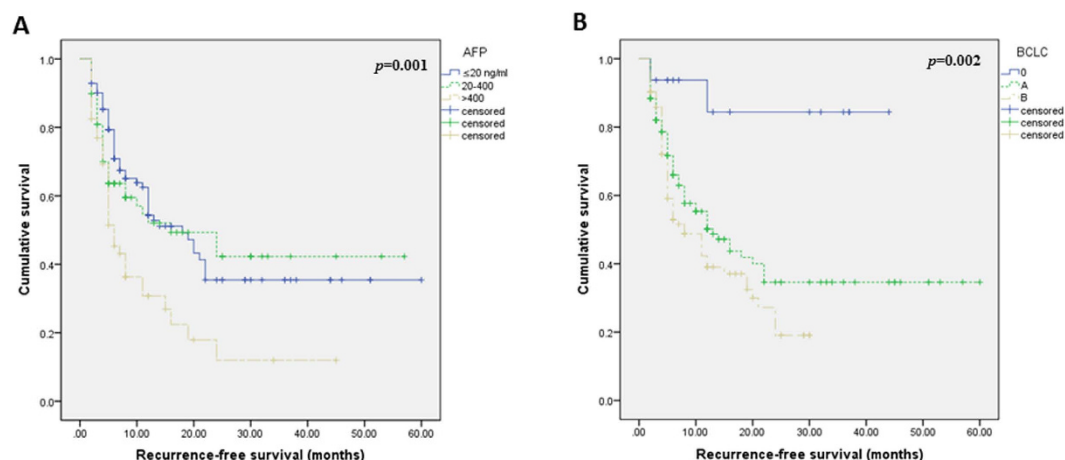 A
AFP
p=0.001
≤20 ng/ml
20-400
>400
censored
censored
censored
1.0
0.8
0.6
0.4
0.2
0.0
Cumulative survival
.00 10.00 20.00 30.00 40.00 50.00 60.00
Recurrence-free survival (months)
B
BCLC
p=0.002
0
A
B
censored
censored
censored
1.0
0.8
0.6
0.4
0.2
0.0
Cumulative survival
.00 10.00 20.00 30.00 40.00 50.00 60.00
Recurrence-free survival (months)